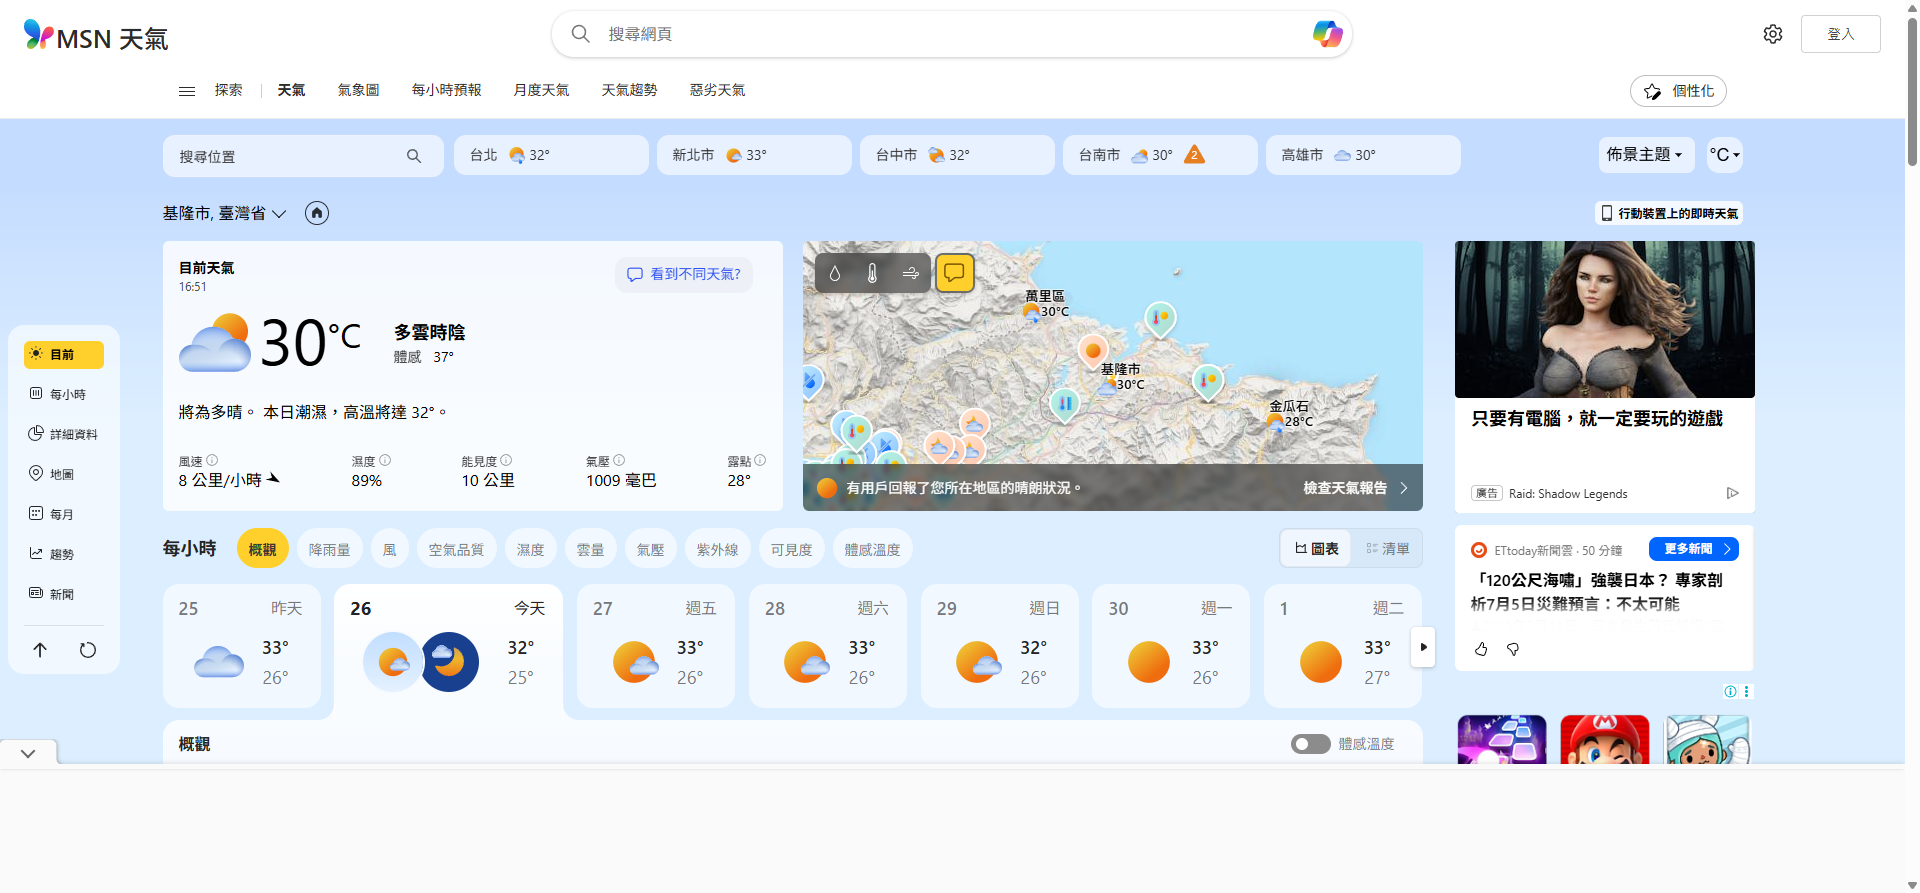 MSN 天氣
搜尋網頁
登入
探索
天氣
氣象圖
每小時預報
月度天氣
天氣趨勢
惡劣天氣
個性化
搜尋位置
台北 32°
新北市 33°
台中市 32°
台南市 30° 2
高雄市 30°
佈景主題
°C
基隆市, 臺灣省
行動裝置上的即時天氣
目前天氣
16:51
看到不同天氣?
30°C
多雲時陰
體感 37°
將為多晴。 本日潮濕，高溫將達 32°。
風速
8 公里/小時
濕度
89%
能見度
10 公里
氣壓
1009 毫巴
露點
28°
萬里區
30°C
基隆市
30°C
金瓜石
28°C
有用戶回報了您所在地區的晴朗狀況。
檢查天氣報告
只要有電腦，就一定要玩的遊戲
廣告 Raid: Shadow Legends
目前
每小時
詳細資料
地圖
每月
趨勢
新聞
每小時
概觀
降雨量
風
空氣品質
濕度
雲量
氣壓
紫外線
可見度
體感溫度
圖表
清單
25 昨天
33°
26°
26 今天
32°
25°
27 週五
33°
26°
28 週六
33°
26°
29 週日
32°
26°
30 週一
33°
26°
1 週二
33°
27°
ETtoday新聞雲 · 50 分鐘
更多新聞
「120公尺海嘯」強襲日本？ 專家剖
析7月5日災難預言：不太可能
概觀
體感溫度